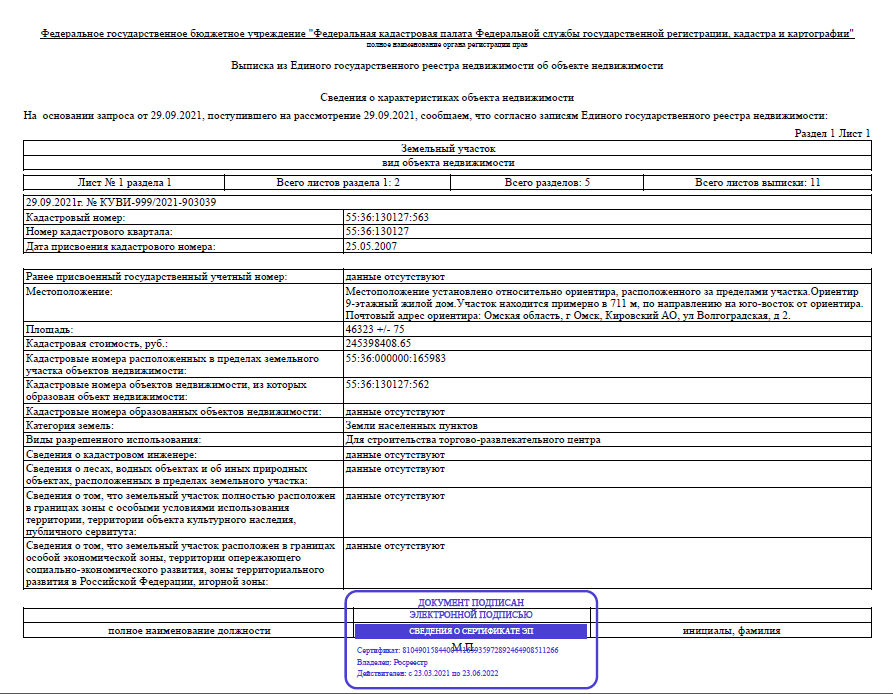 Федеральное государственное бюджетное учреждение "Федеральная кадастровая палата Федеральной службы государственной регистрации, кадастра и картографии"
полное наименование органа регистрации прав
Выписка из Единого государственного реестра недвижимости об объекте недвижимости
Сведения о характеристиках объекта недвижимости
На основании запроса от 29.09.2021, поступившего на рассмотрение 29.09.2021, сообщаем, что согласно записям Единого государственного реестра недвижимости:
Раздел 1 Лист 1
Земельный участок
вид объекта недвижимости
Лист № 1 раздела 1 Всего листов раздела 1: 2 Всего разделов: 5 Всего листов выписки: 11
29.09.2021г. № КУВИ-999/2021-903039
Кадастровый номер: 55:36:130127:563
Номер кадастрового квартала: 55:36:130127
Дата присвоения кадастрового номера: 25.05.2007
Ранее присвоенный государственный учетный номер: данные отсутствуют
Местоположение: Местоположение установлено относительно ориентира, расположенного за пределами участка.Ориентир
9-этажный жилой дом.Участок находится примерно в 711 м, по направлению на юго-восток от ориентира.
Почтовый адрес ориентира: Омская область, г Омск, Кировский АО, ул Волгоградская, д 2.
Площадь: 46323 +/- 75
Кадастровая стоимость, руб.: 245398408.65
Кадастровые номера расположенных в пределах земельного 55:36:000000:165983
участка объектов недвижимости:
Кадастровые номера объектов недвижимости, из которых 55:36:130127:562
образован объект недвижимости:
Кадастровые номера образованных объектов недвижимости: данные отсутствуют
Категория земель: Земли населенных пунктов
Виды разрешенного использования: Для строительства торгово-развлекательного центра
Сведения о кадастровом инженере: данные отсутствуют
Сведения о лесах, водных объектах и об иных природных данные отсутствуют
объектах, расположенных в пределах земельного участка:
Сведения о том, что земельный участок полностью расположен данные отсутствуют
в границах зоны с особыми условиями использования
территории, территории объекта культурного наследия,
публичного сервитута:
Сведения о том, что земельный участок расположен в границах данные отсутствуют
особой экономической зоны, территории опережающего
социально-экономического развития, зоны территориального
развития в Российской Федерации, игорной зоны:
ДОКУМЕНТ ПОДПИСАН
ЭЛЕКТРОННОЙ ПОДПИСЬЮ
полное наименование должности СВЕДЕНИЯ О СЕРТИФИКАТЕ ЭП инициалы, фамилия
М.П.
Сертификат:
Владелец: Росреестр
Действителен: с 23.03.2021 по 23.06.2022